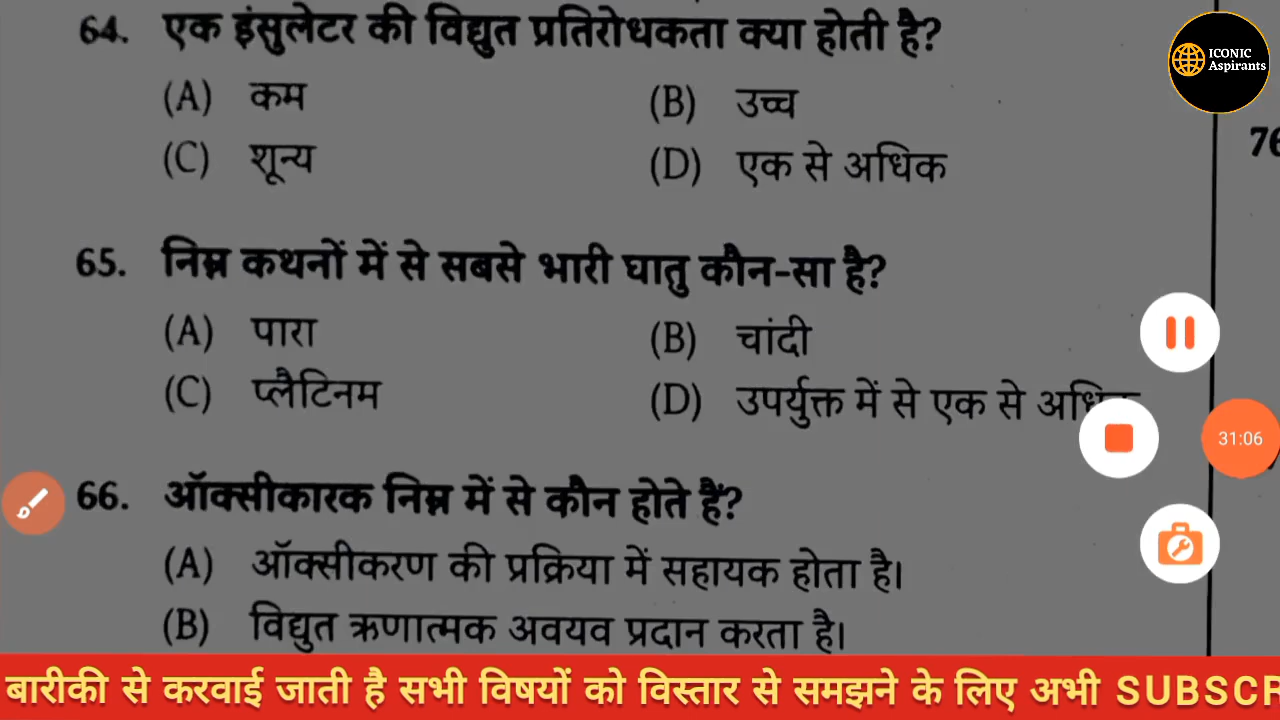 64. एक इंसुलेटर की विद्युत प्रतिरोधकता क्या होती है?
(A) कम
(B) उच्च
(C) शून्य
(D) एक से अधिक
65. निम्न कथनों में से सबसे भारी घातु कौन-सा है?
(A) पारा
(B) चांदी
(C) प्लैटिनम
(D) उपर्युक्त में से एक से
66. ऑक्सीकारक निम्न में से कौन होते हैं?
(A) ऑक्सीकरण की प्रक्रिया में सहायक होता है।
(B) विद्युत ऋणात्मक अवयव प्रदान करता है।
ICONIC
Aspirants
31:06
बारीकी से करवाई जाती है सभी विषयों को विस्तार से समझने के लिए अभी SUBSCR